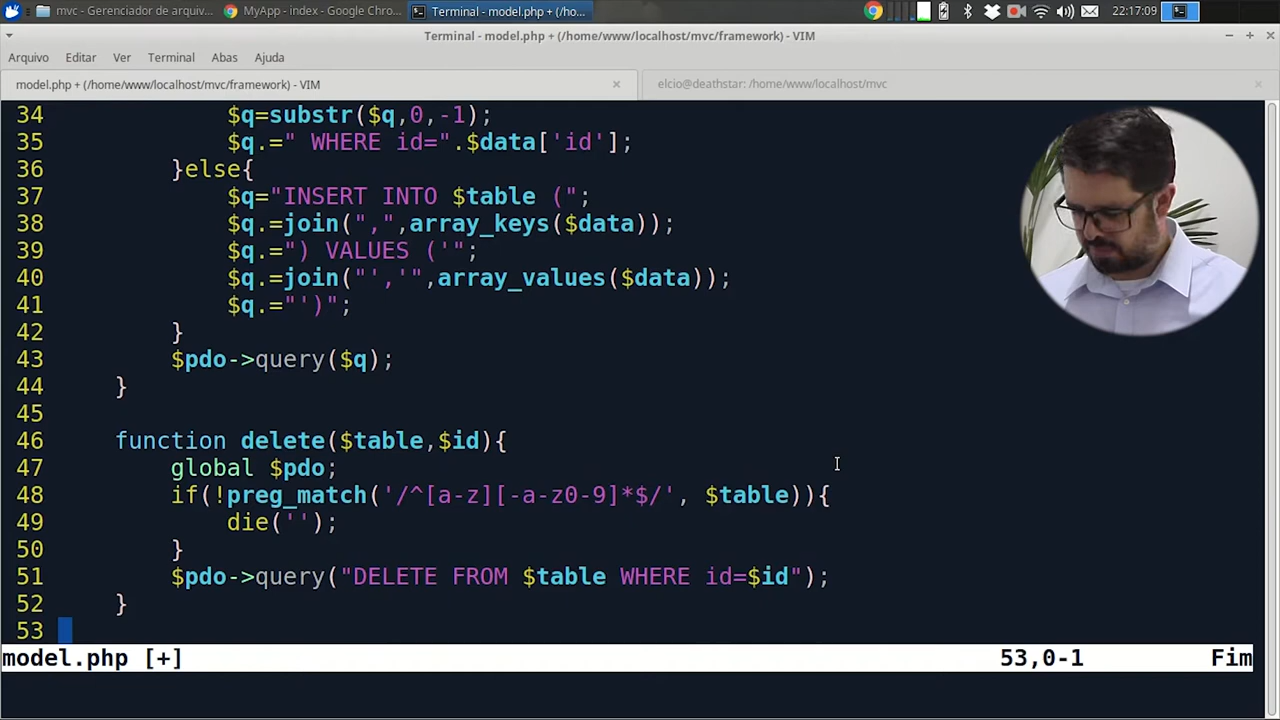 mvc - Gerenciador de arquiv...
MyApp - index - Google Chro...
Terminal - model.php + (/ho...
22:17:09
Terminal - model.php + (/home/www/localhost/mvc/framework) - VIM
Arquivo Editar Ver Terminal Abas Ajuda
model.php + (/home/www/localhost/mvc/framework) - VIM
elcio@deathstar: /home/www/localhost/mvc
34 $q=substr($q,0,-1);
35 $q.=" WHERE id=".$data['id'];
36 }else{
37 $q="INSERT INTO $table (";
38 $q.=join(",",array_keys($data));
39 $q.=") VALUES ('";
40 $q.=join("','",array_values($data));
41 $q.="')";
42 }
43 $pdo->query($q);
44 }
45
46 function delete($table,$id){
47 global $pdo;
48 if(!preg_match('/^[a-z][-a-z0-9]*$/', $table)){
49 die('');
50 }
51 $pdo->query("DELETE FROM $table WHERE id=$id");
52 }
53
model.php [+] 53,0-1 Fim